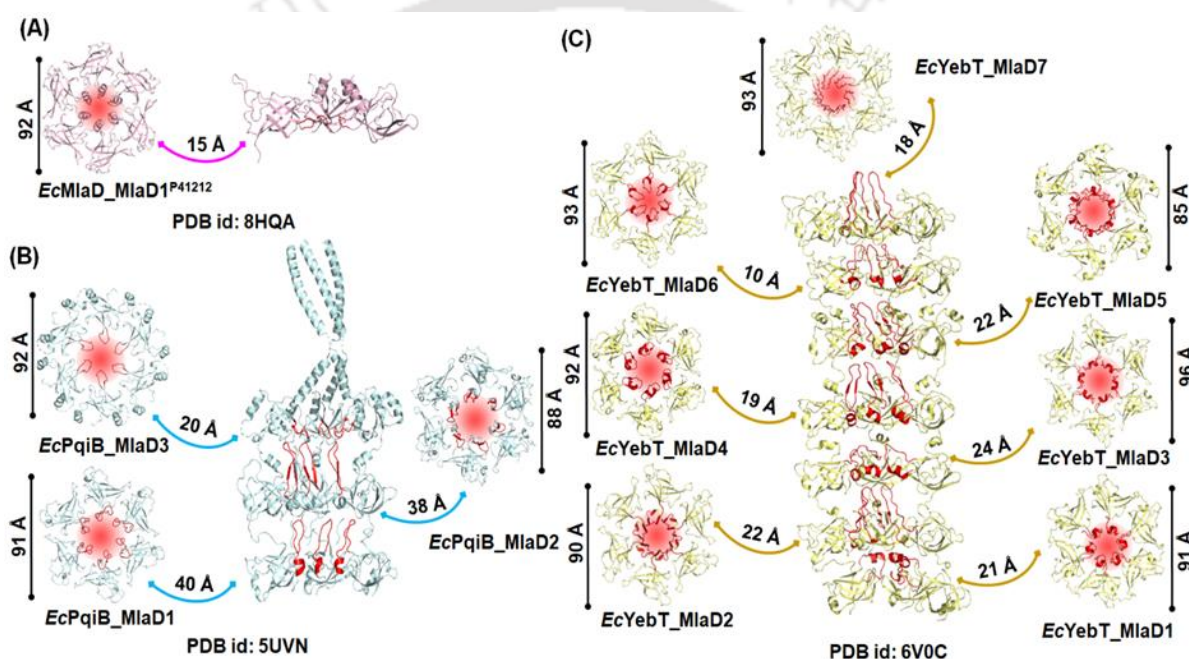 (A)
92 Å
15 Å
EcMlaD_MlaD1P41212
PDB id: 8HQA
(B)
92 Å
20 Å
EcPqiB_MlaD3
88 Å
38 Å
EcPqiB_MlaD2
91 Å
40 Å
EcPqiB_MlaD1
PDB id: 5UVN
(C)
93 Å
EcYebT_MlaD7
18 Å
93 Å
EcYebT_MlaD6
10 Å
85 Å
EcYebT_MlaD5
22 Å
92 Å
EcYebT_MlaD4
19 Å
96 Å
EcYebT_MlaD3
24 Å
90 Å
EcYebT_MlaD2
22 Å
91 Å
EcYebT_MlaD1
21 Å
PDB id: 6V0C